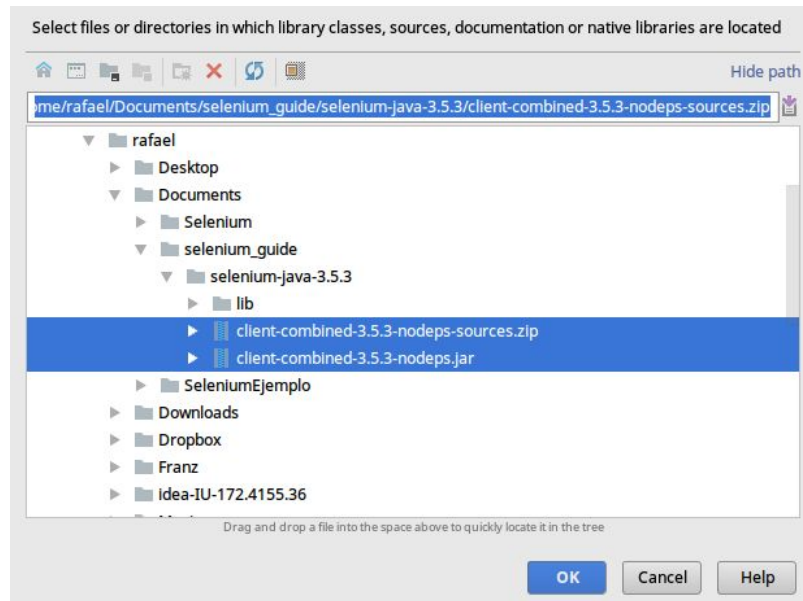 Select files or directories in which library classes, sources, documentation or native libraries are located
Hide path
ome/rafael/Documents/selenium_guide/selenium-java-3.5.3/client-combined-3.5.3-nodeps-sources.zip
rafael
Desktop
Documents
Selenium
selenium_guide
selenium-java-3.5.3
lib
client-combined-3.5.3-nodeps-sources.zip
client-combined-3.5.3-nodeps.jar
SeleniumEjemplo
Downloads
Dropbox
Franz
idea-IU-172.4155.36
Drag and drop a file into the space above to quickly locate it in the tree
OK Cancel Help